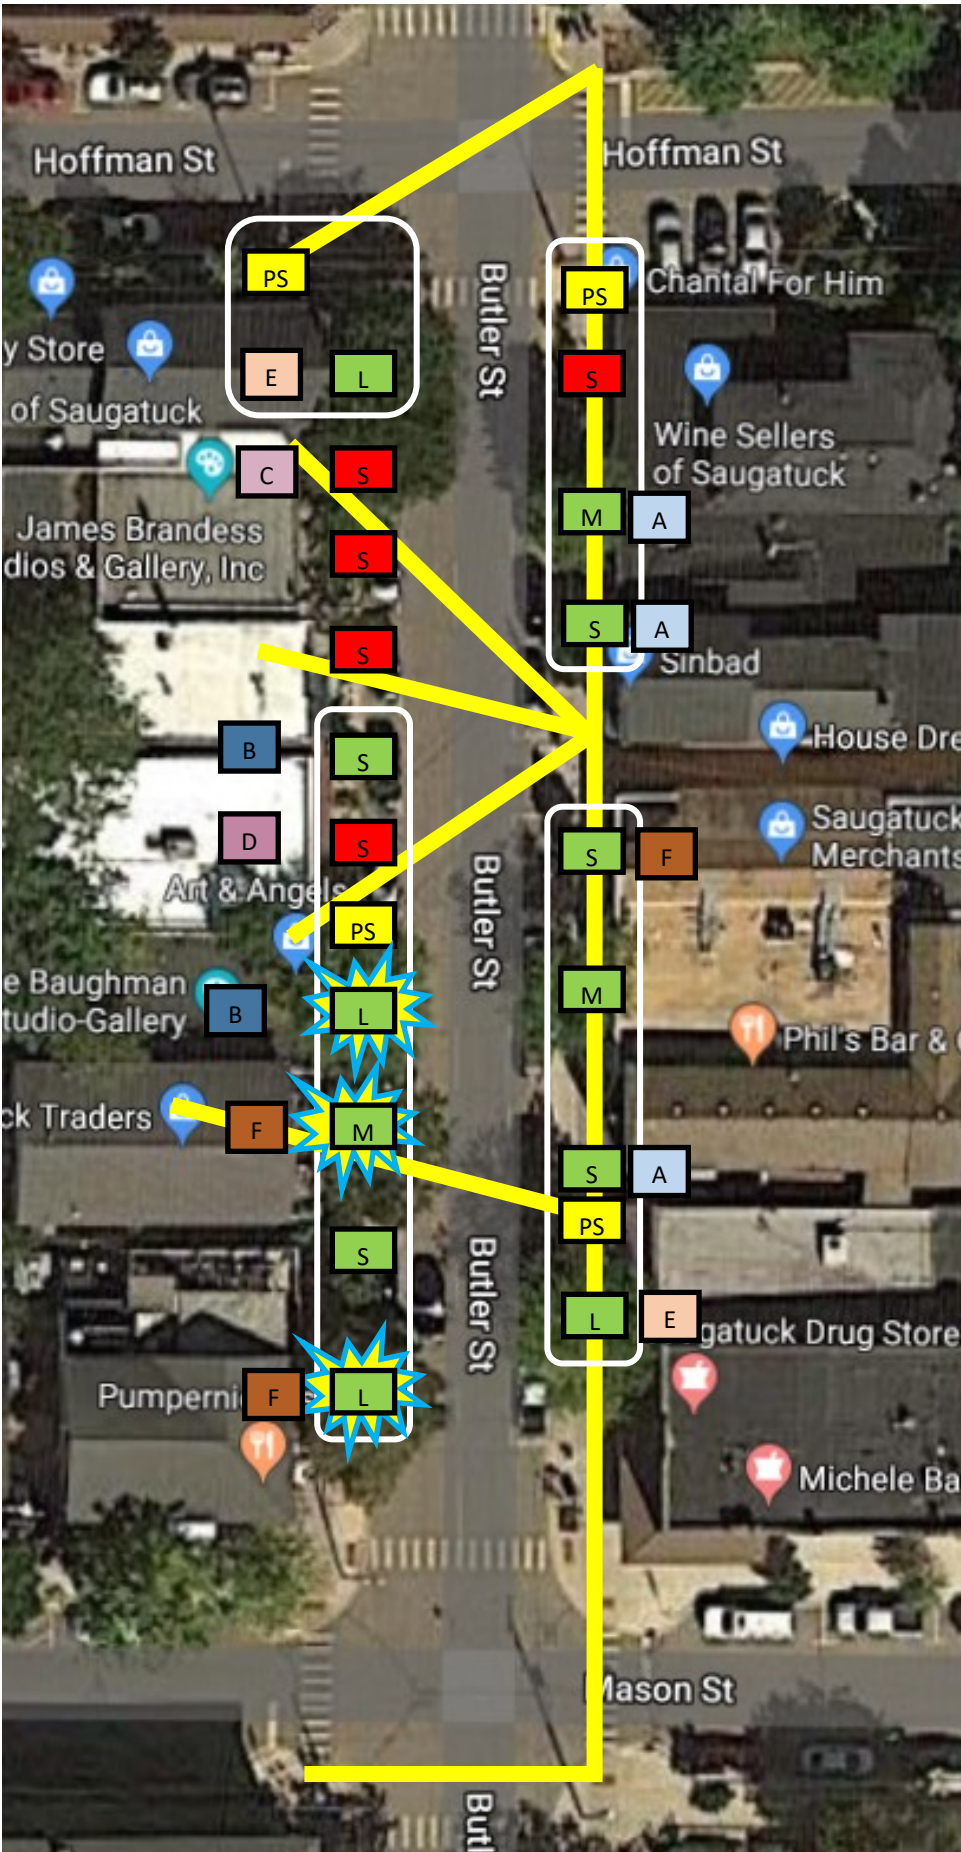 Hoffman St
Hoffman St
PS
Butler St
PS
Chantal For Him
y Store
E
L
S
of Saugatuck
Wine Sellers
of Saugatuck
C
S
M
A
James Brandess
dios & Gallery, Inc
S
S
A
S
Sinbad
B
S
House Dre
D
S
S
F
Saugatuck
Merchants
Art & Angels
PS
Butler St
e Baughman
tudio-Gallery
B
L
M
Phil's Bar &
ck Traders
F
M
S
A
PS
S
Butler St
L
E
gatuck Drug Store
Pumperni
F
L
Michele Ba
Mason St
Butl